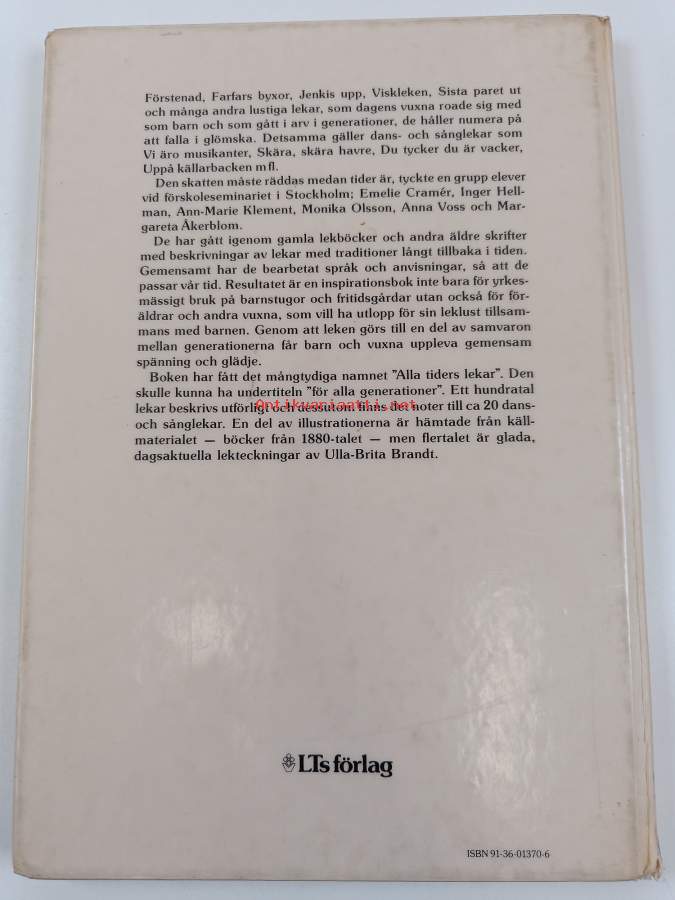 Förstenad, Farfars byxor, Jenkis upp, Viskleken, Sista paret ut
och många andra lustiga lekar, som dagens vuxna roade sig med
som barn och som gått i arv i generationer, de håller numera på
att falla i glömska. Detsamma gäller dans- och sånglekar som
Vi äro musikanter, Skära, skära havre, Du tycker du är vacker,
Uppå källarbacken m fl.
Den skatten måste räddas medan tider är, tyckte en grupp elever
vid förskoleseminariet i Stockholm; Emelie Cramér, Inger Hell-
man, Ann-Marie Klement, Monika Olsson, Anna Voss och Mar-
gareta Åkerblom.
De har gått igenom gamla lekböcker och andra äldre skrifter
med beskrivningar av lekar med traditioner långt tillbaka i tiden.
Gemensamt har de bearbetat språk och anvisningar, så att de
passar vår tid. Resultatet är en inspirationsbok inte bara för yrkes-
mässigt bruk på barnstugor och fritidsgårdar utan också för för-
äldrar och andra vuxna, som vill ha utlopp för sin leklust tillsam-
mans med barnen. Genom att leken görs till en del av samvaron
mellan generationerna får barn och vuxna uppleva gemensam
spänning och glädje.
Boken har fått det mångtydiga namnet "Alla tiders lekar". Den
skulle kunna ha undertiteln "för alla generationer". Ett hundratal
lekar beskrivs utförligt och dessutom finns det noter till ca 20 dans-
och sånglekar. En del av illustrationerna är hämtade från käll-
materialet — böcker från 1880-talet — men flertalet är glada,
dagsaktuella lekteckningar av Ulla-Brita Brandt.
Antikvariaatti.net
LTs förlag
ISBN 91-36-01370-6